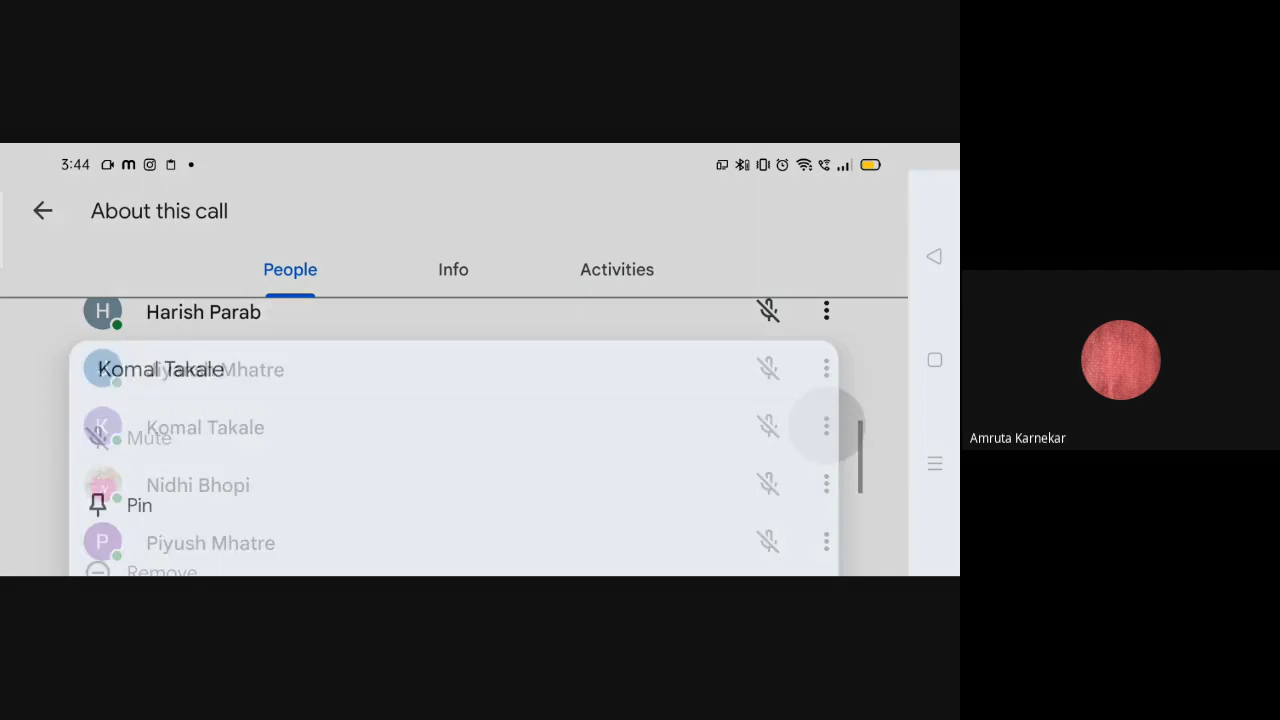 3:44
About this call
People Info Activities
Harish Parab
Komal Takale
Mhatre
Komal Takale
Mute
Nidhi Bhopi
Pin
Piyush Mhatre
Remove
Amruta Karnekar